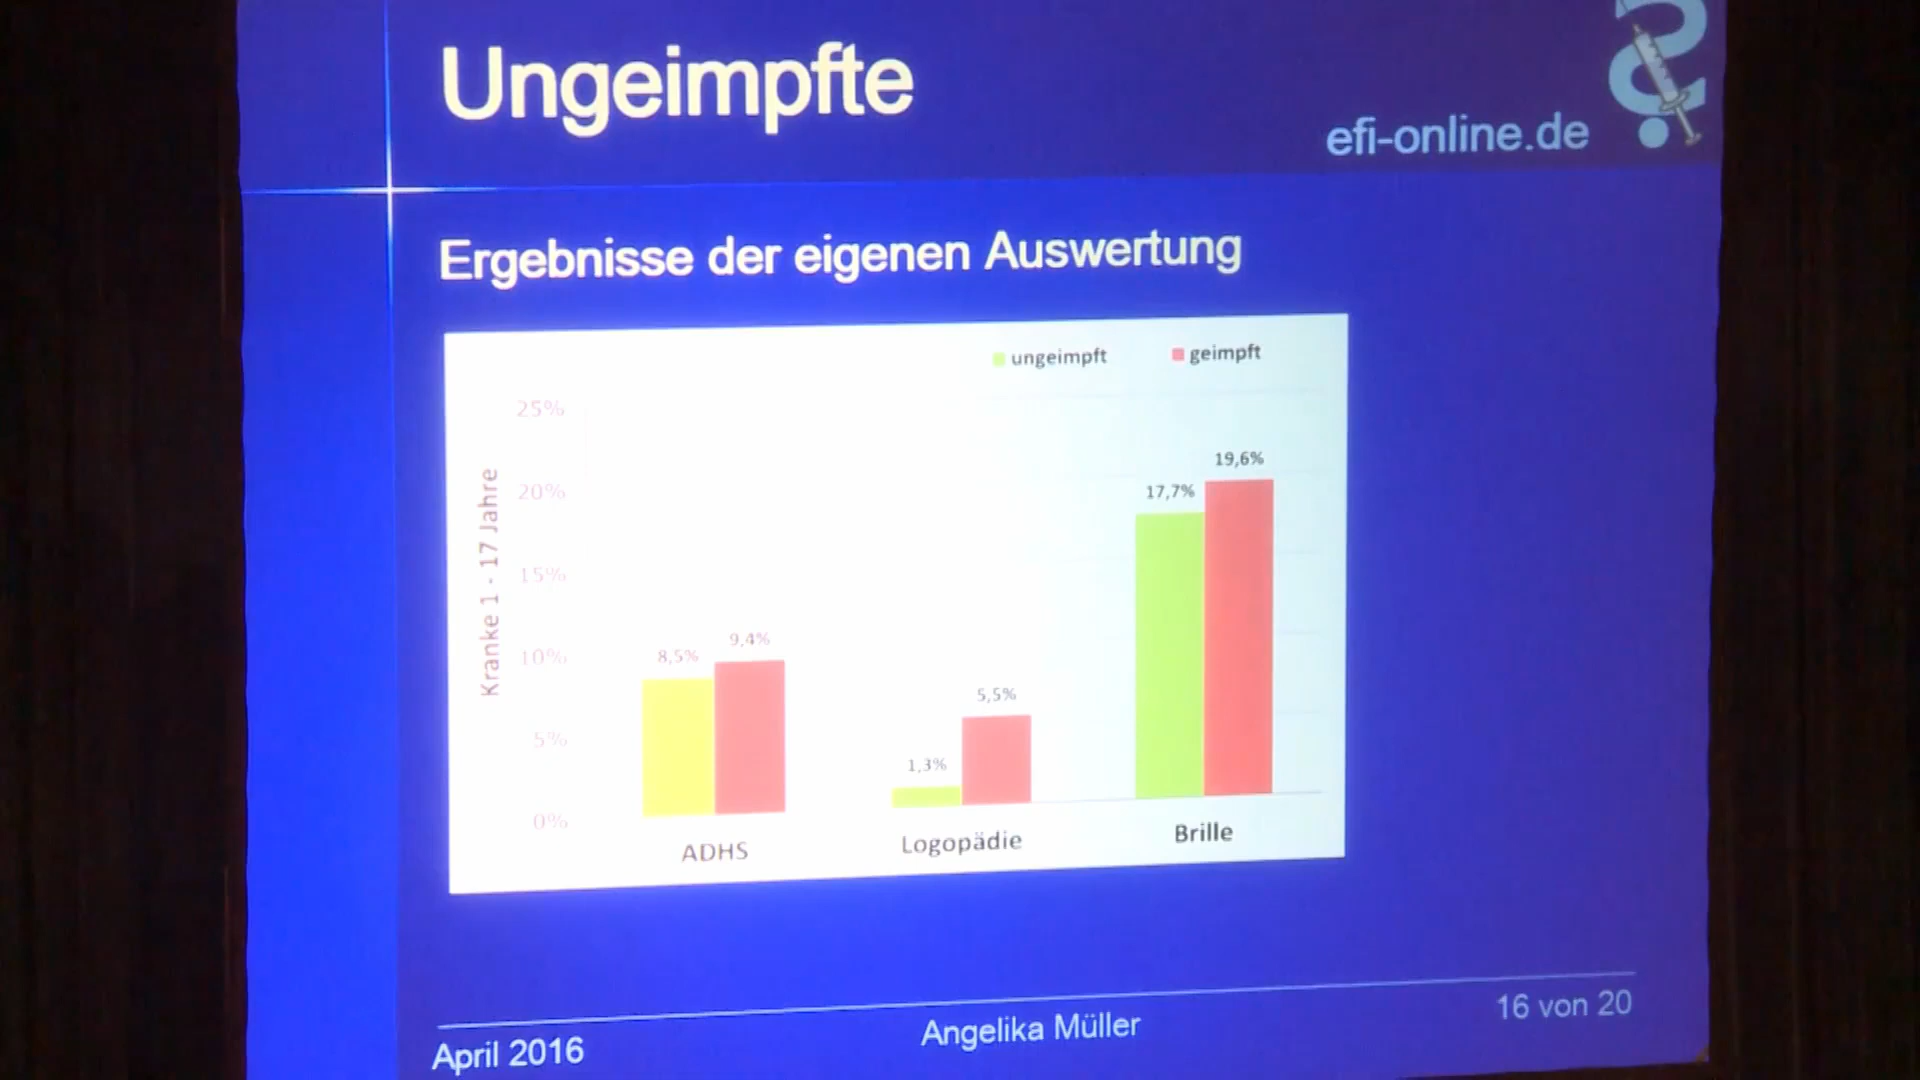 Ungeimpfte
efi-online.de
Ergebnisse der eigenen Auswertung
ungeimpft geimpft
Kranke 1 - 17 Jahre
25%
20%
15%
10%
5%
0%
8,5% 9,4%
1,3% 5,5%
17,7% 19,6%
ADHS Logopädie Brille
April 2016 Angelika Müller 16 von 20